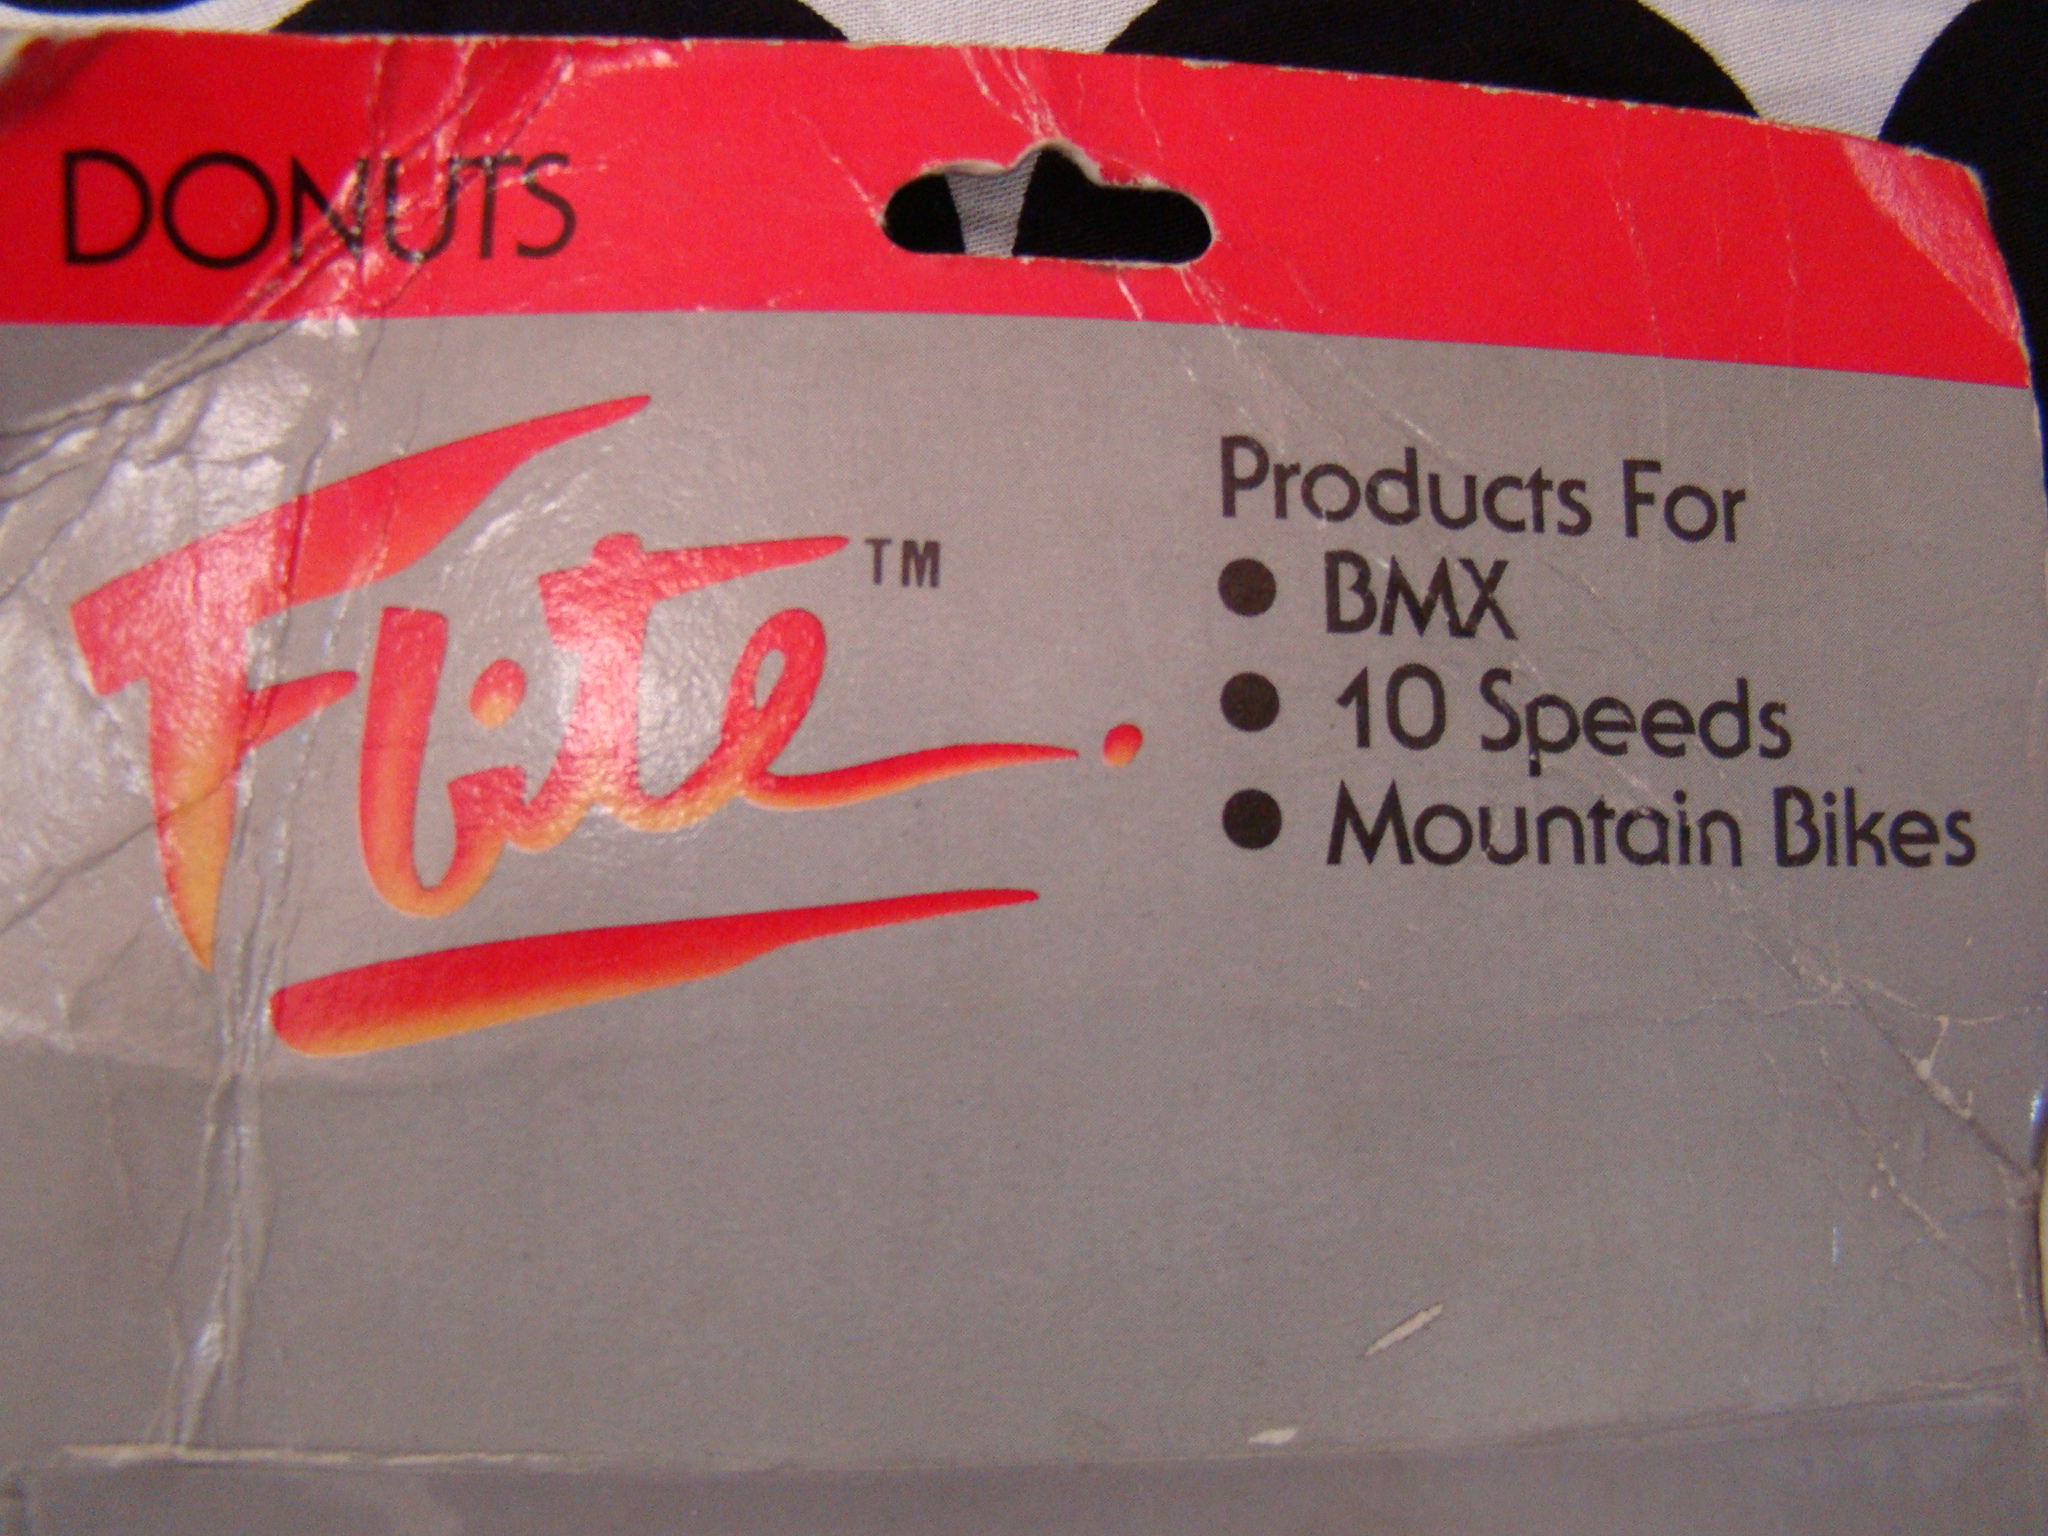 DONUTS
Flite™
Products For
● BMX
● 10 Speeds
● Mountain Bikes